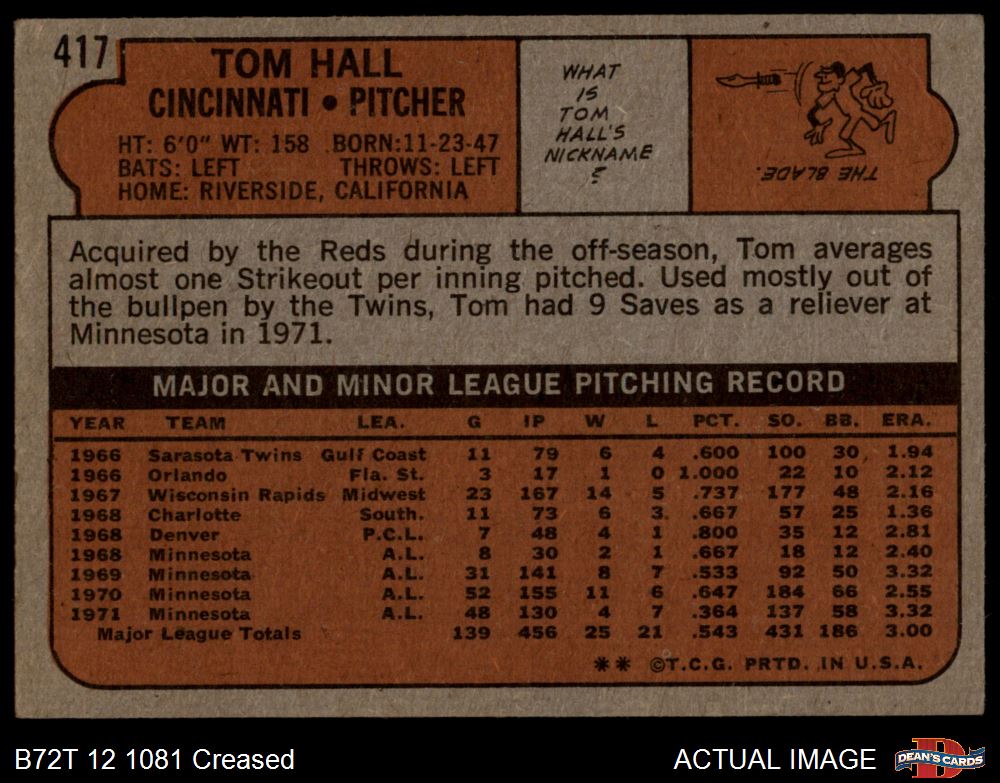 417
TOM HALL
CINCINNATI • PITCHER
HT: 6'0" WT: 158 BORN:11-23-47
BATS: LEFT THROWS: LEFT
HOME: RIVERSIDE, CALIFORNIA
WHAT
IS
TOM
HALL'S
NICKNAME
?
THE BLADE.
Acquired by the Reds during the off-season, Tom averages
almost one Strikeout per inning pitched. Used mostly out of
the bullpen by the Twins, Tom had 9 Saves as a reliever at
Minnesota in 1971.
MAJOR AND MINOR LEAGUE PITCHING RECORD
YEAR TEAM LEA. G IP W L PCT. SO. BB. ERA.
1966 Sarasota Twins Gulf Coast 11 79 6 4 .600 100 30 1.94
1966 Orlando Fla. St. 3 17 1 0 1.000 22 10 2.12
1967 Wisconsin Rapids Midwest 23 167 14 5 .737 177 48 2.16
1968 Charlotte South. 11 73 6 3 .667 57 25 1.36
1968 Denver P.C.L. 7 48 4 1 .800 35 12 2.81
1968 Minnesota A.L. 8 30 2 1 .667 18 12 2.40
1969 Minnesota A.L. 31 141 8 7 .533 92 50 3.32
1970 Minnesota A.L. 52 155 11 6 .647 184 66 2.55
1971 Minnesota A.L. 48 130 4 7 .364 137 58 3.32
Major League Totals 139 456 25 21 .543 431 186 3.00
** ©T.C.G. PRTD. IN U.S.A.
B72T 12 1081 Creased
ACTUAL IMAGE
D
DEAN'S CARDS